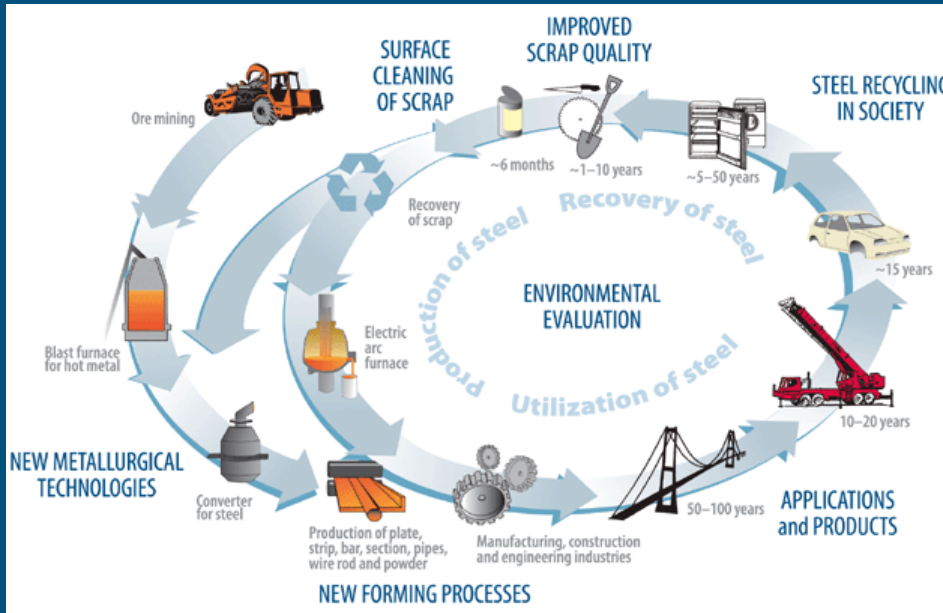 IMPROVED
SCRAP QUALITY
SURFACE
CLEANING
OF SCRAP
STEEL RECYCLING
IN SOCIETY
Ore mining
~6 months
~1–10 years
~5–50 years
Recovery
of scrap
Recovery of steel
Production of steel
Utilization of steel
ENVIRONMENTAL
EVALUATION
~15 years
Blast furnace
for hot metal
Electric
arc
furnace
10–20 years
NEW METALLURGICAL
TECHNOLOGIES
Converter
for steel
Production of plate,
strip, bar, section, pipes,
wire rod and powder
Manufacturing, construction
and engineering industries
50–100 years
APPLICATIONS
and PRODUCTS
NEW FORMING PROCESSES